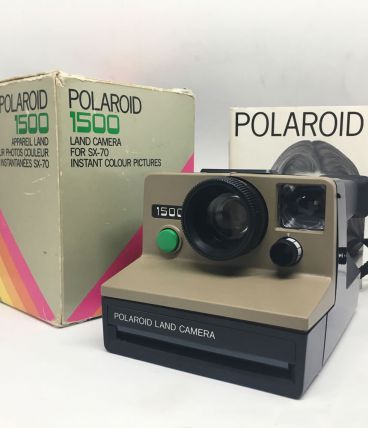 POLAROID
1500
APPAREIL LAND
PHOTOS COULEUR
INSTANTANEES SX-70
POLAROID
1500
LAND CAMERA
FOR SX-70
INSTANT COLOUR PICTURES
POLAROID
1500
POLAROID LAND CAMERA